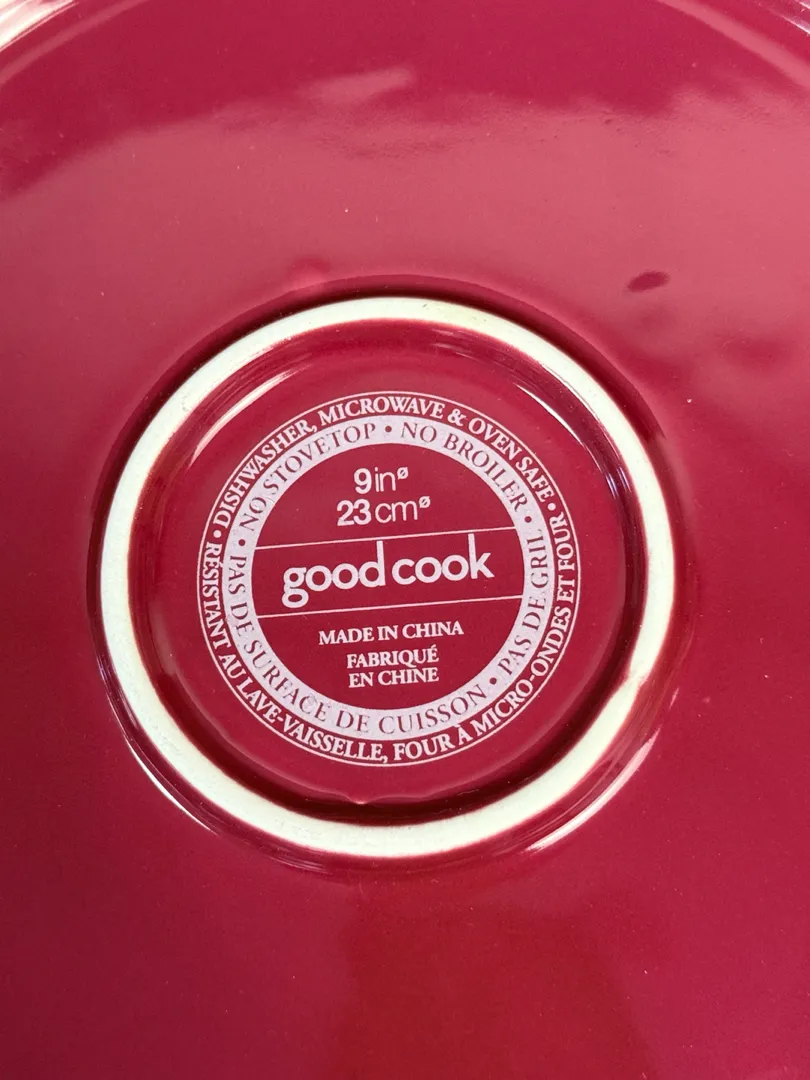 DISHWASHER, MICROWAVE & OVEN SAFE •
RÉSISTANT AU LAVE-VAISSELLE, FOUR À MICRO-ONDES ET FOUR •
NO STOVETOP • NO BROILER •
PAS DE SURFACE DE CUISSON • PAS DE GRIL •
9inø
23cmø
good cook
MADE IN CHINA
FABRIQUÉ
EN CHINE